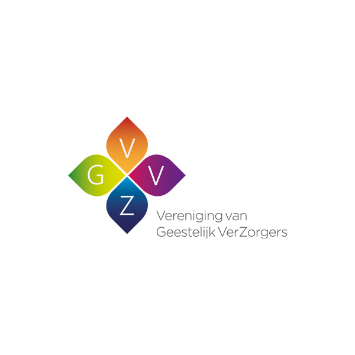 V
G V
Z
Vereniging van
Geestelijk VerZorgers